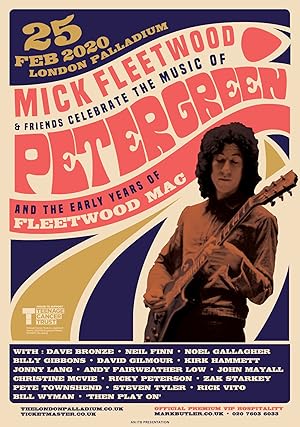 25
FEB 2020
LONDON PALLADIUM
MICK FLEETWOOD
& FRIENDS CELEBRATE THE MUSIC OF
PETER GREEN
AND THE EARLY YEARS OF
FLEETWOOD MAC
TEENAGE
CANCER
TRUST
WITH : DAVE BRONZE • NEIL FINN • NOEL GALLAGHER
BILLY GIBBONS • DAVID GILMOUR • KIRK HAMMETT
JONNY LANG • ANDY FAIRWEATHER LOW • JOHN MAYALL
CHRISTINE MCVIE • RICKY PETERSON • ZAK STARKEY
PETE TOWNSHEND • STEVEN TYLER • RICK VITO
BILL WYMAN • 'THEN PLAY ON'
THELONDONPALLADIUM.CO.UK
TICKETMASTER.CO.UK
OFFICIAL PREMIUM VIP HOSPITALITY
MARKBUTLER.CO.UK • 020 7603 6033
AN ITB PRESENTATION